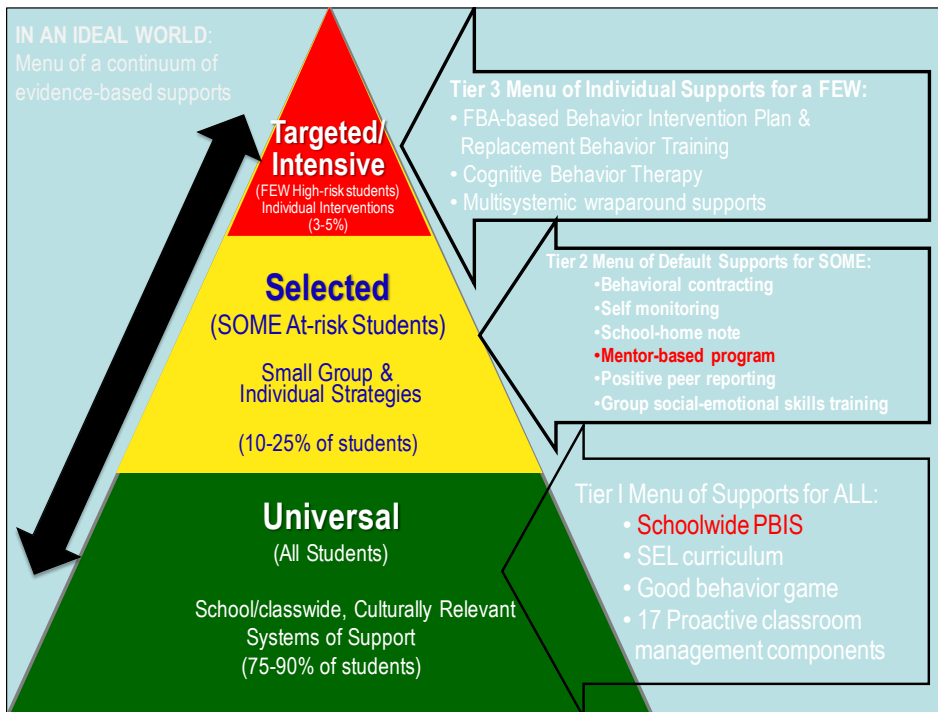 IN AN IDEAL WORLD:
Menu of a continuum of
evidence-based supports
Targeted/
Intensive
(FEW High-risk students)
Individual Interventions
(3-5%)
Tier 3 Menu of Individual Supports for a FEW:
• FBA-based Behavior Intervention Plan &
Replacement Behavior Training
• Cognitive Behavior Therapy
• Multisystemic wraparound supports
Selected
(SOME At-risk Students)
Small Group &
Individual Strategies
(10-25% of students)
Tier 2 Menu of Default Supports for SOME:
•Behavioral contracting
•Self monitoring
•School-home note
•Mentor-based program
•Positive peer reporting
•Group social-emotional skills training
Universal
(All Students)
School/classwide, Culturally Relevant
Systems of Support
(75-90% of students)
Tier I Menu of Supports for ALL:
• Schoolwide PBIS
• SEL curriculum
• Good behavior game
• 17 Proactive classroom
management components